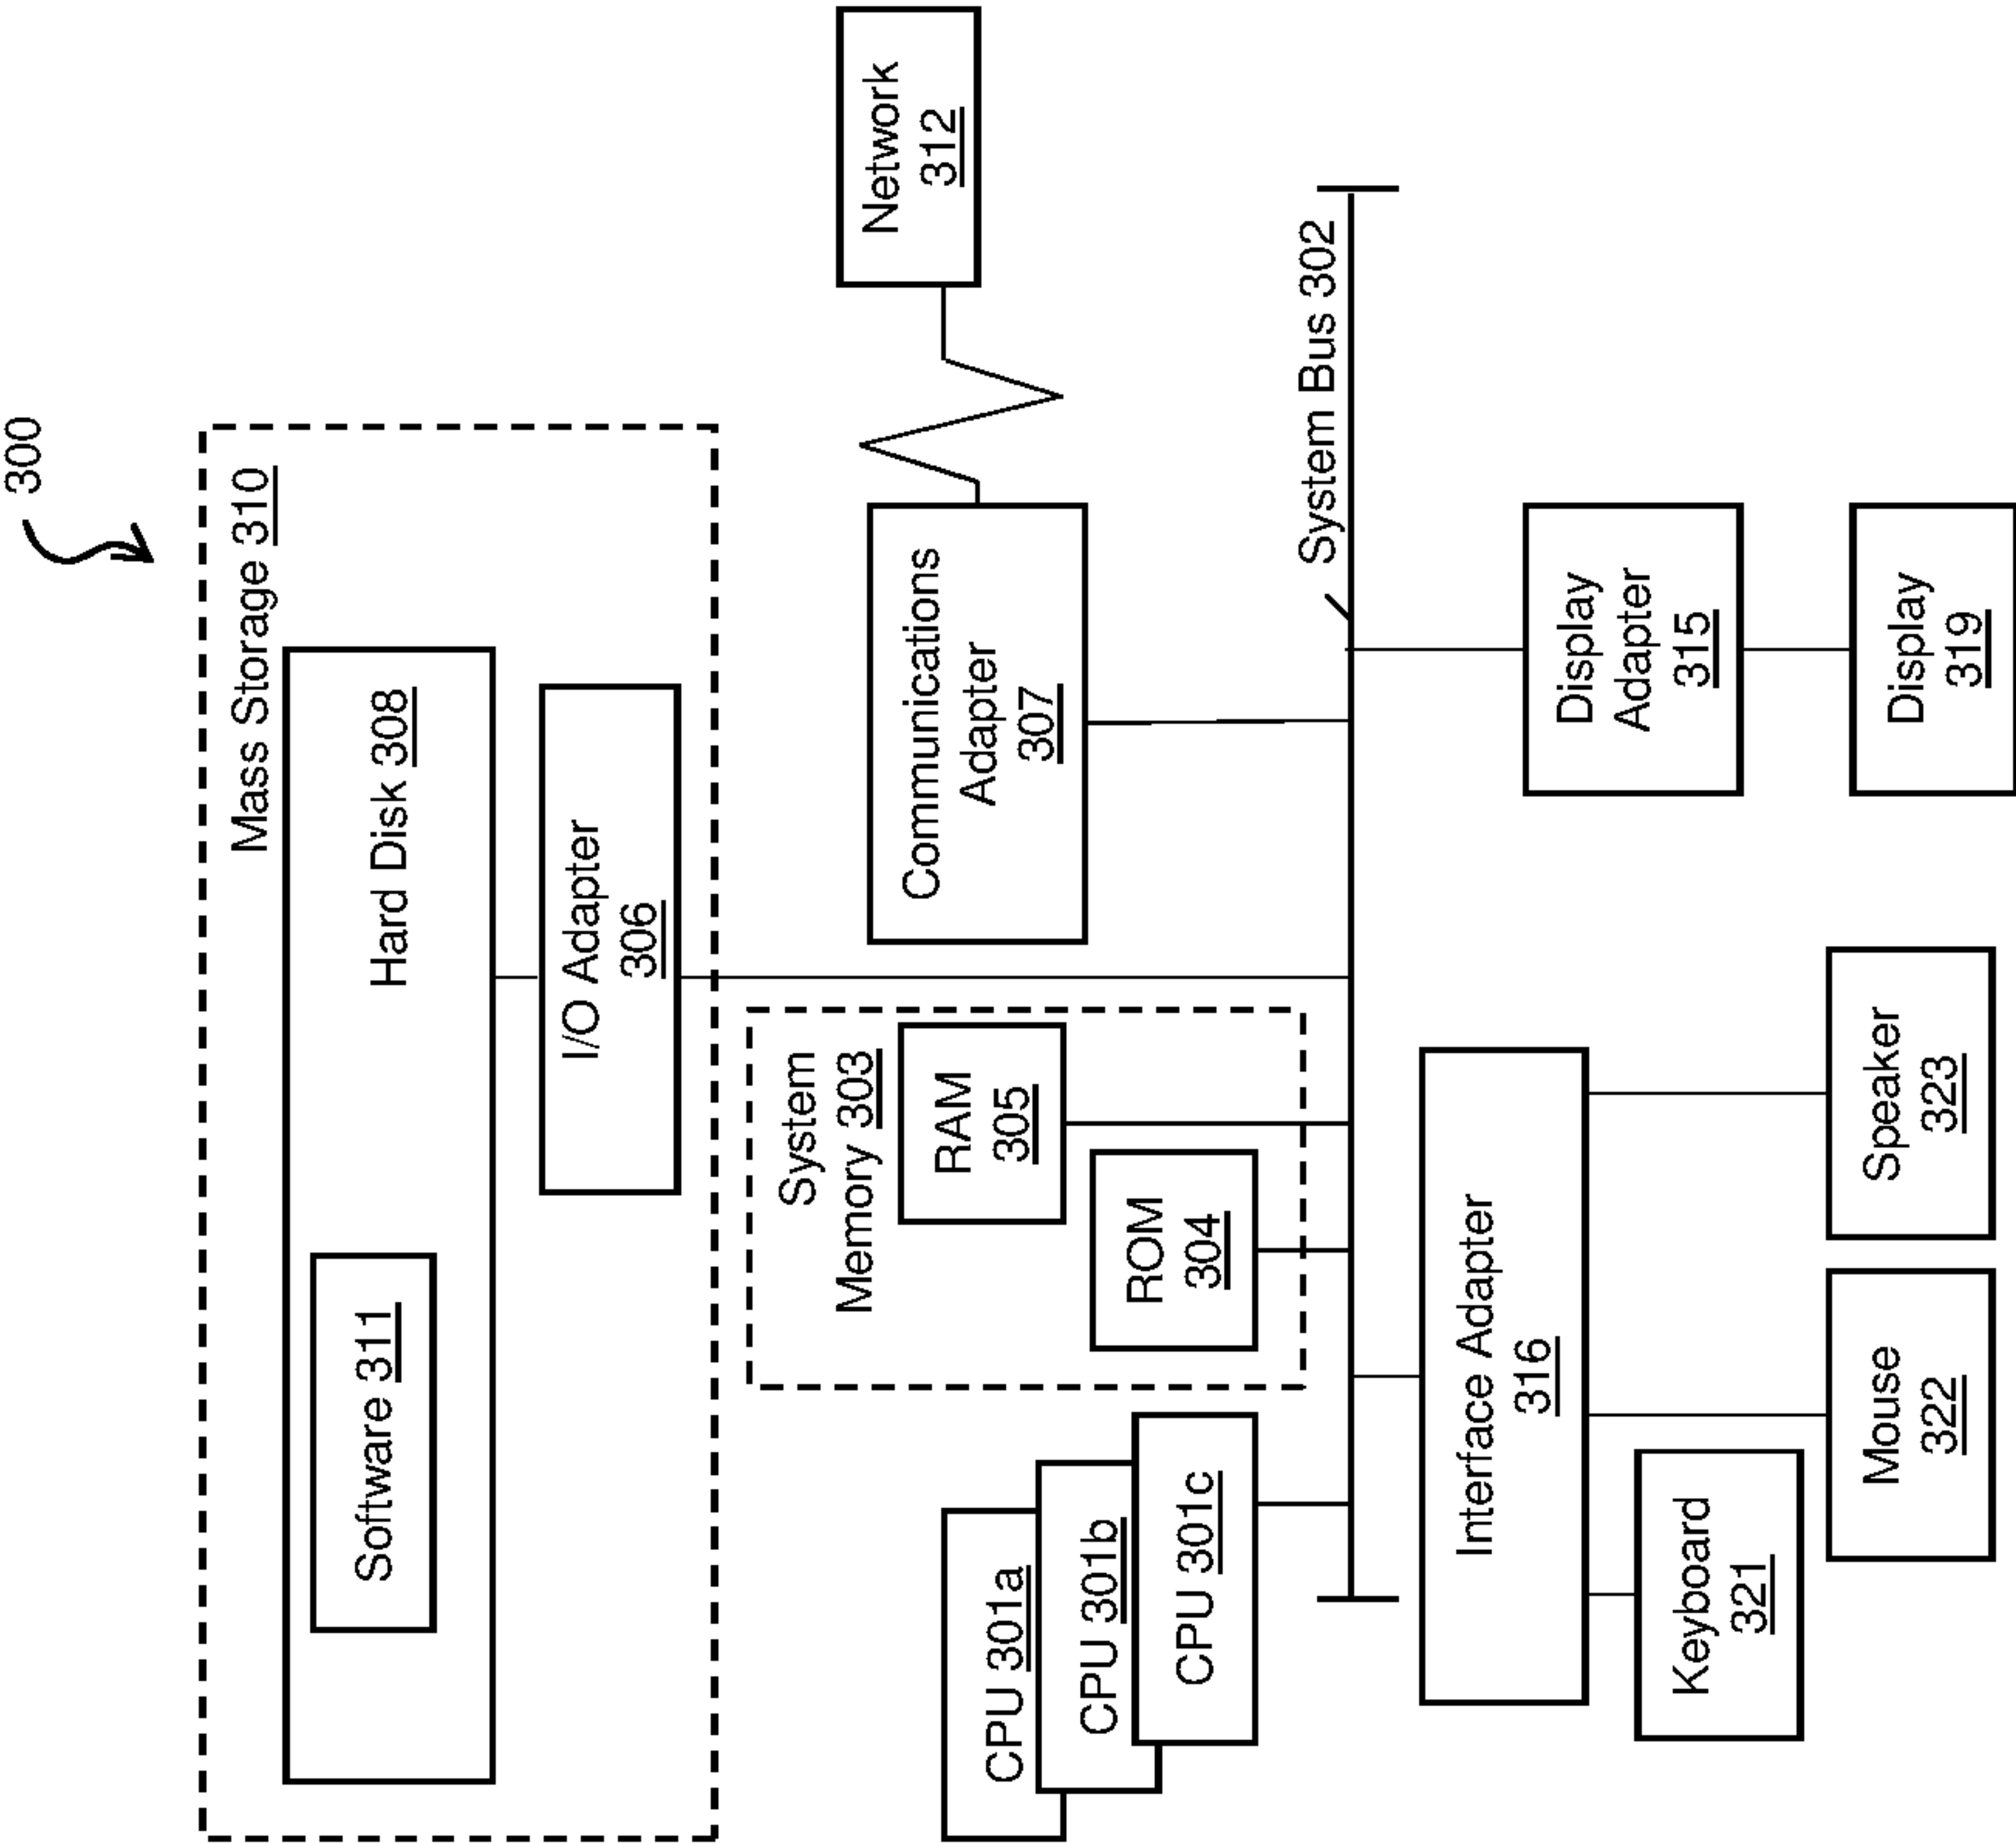 300
Mass Storage 310
Hard Disk 308
Software 311
I/O Adapter
306
Network
312
Communications
Adapter
307
System
Memory 303
RAM
305
ROM
304
CPU 301a
CPU 301b
CPU 301c
System Bus 302
Interface Adapter
316
Display
Adapter
315
Keyboard
321
Mouse
322
Speaker
323
Display
319